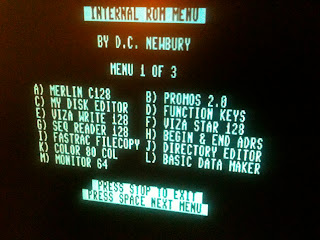 INTERNAL ROM MENU
BY D.C. NEWBURY
MENU 1 OF 3
A) MERLIN C128 B) PROMOS 2.0
C) MY DISK EDITOR D) FUNCTION KEYS
E) VIZA WRITE 128 F) VIZA STAR 128
G) SEQ READER 128 H) BEGIN & END ADRS
I) FASTRAC FILECOPY J) DIRECTORY EDITOR
K) COLOR 80 COL L) BASIC DATA MAKER
M) MONITOR 64
PRESS STOP TO EXIT
PRESS SPACE NEXT MENU